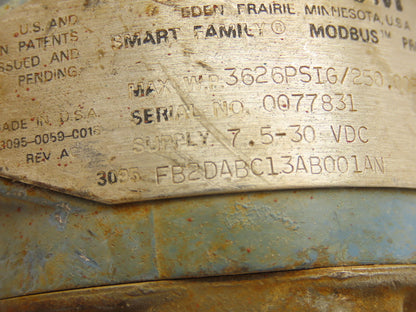 U.S. AND
PATENTS
ISSUED AND
PENDING.
MADE IN U.S.A.
3095-0059-001
REV A
EDEN PRAIRIE, MINNESOTA, U.S.A.
SMART FAMILY® MODBUS™
MAX. W.P. 3626PSIG/250
SERIAL NO. 0077831
SUPPLY. 7.5-30 VDC
FB2DABC13AB001AN